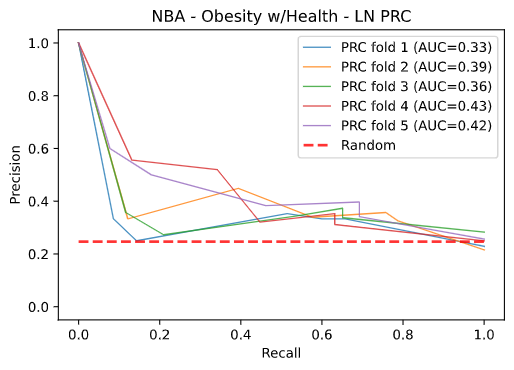 NBA - Obesity w/Health - LN PRC
PRC fold 1 (AUC=0.33)
PRC fold 2 (AUC=0.39)
PRC fold 3 (AUC=0.36)
PRC fold 4 (AUC=0.43)
PRC fold 5 (AUC=0.42)
Random
Precision
1.0
0.8
0.6
0.4
0.2
0.0
0.0 0.2 0.4 0.6 0.8 1.0
Recall